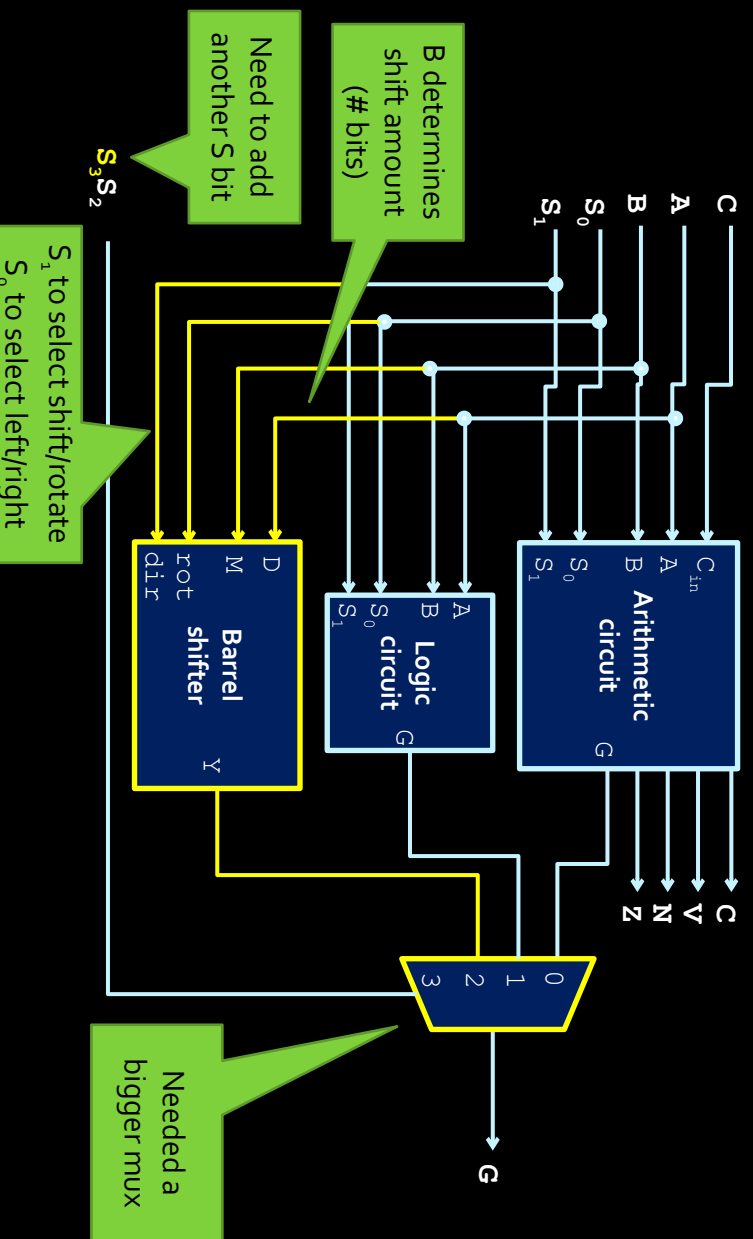 C
A
B
S₀
S₁
C_in
A
B
S₀
S₁
Arithmetic
circuit
G
C
V
N
Z
A
B
S₀
S₁
Logic
circuit
G
D
M
rot
dir
Barrel
shifter
Y
0
1
2
3
G
B determines
shift amount
(# bits)
Need to add
another S bit
S₃S₂
S₁ to select shift/rotate
S₀ to select left/right
Needed a
bigger mux